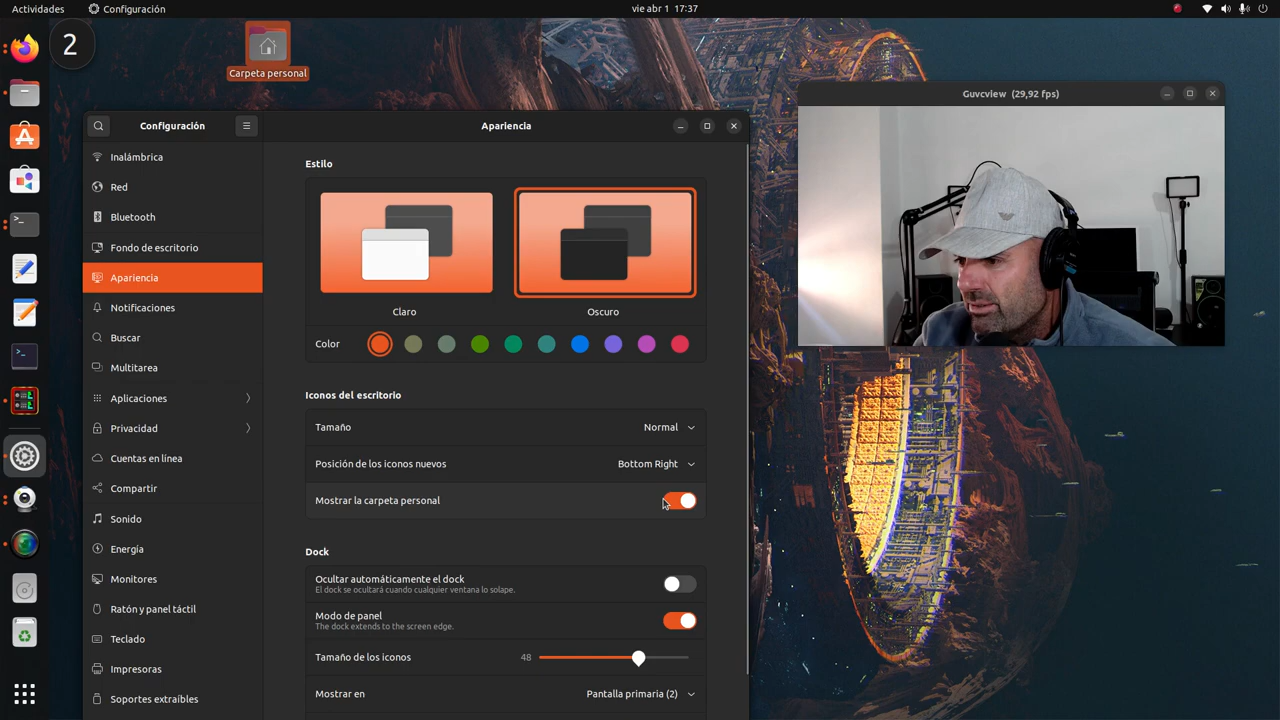 Actividades
Configuración
vie abr 1 17:37
2
Carpeta personal
Guvcview (29,92 fps)
Configuración
Apariencia
Inalámbrica
Red
Bluetooth
Fondo de escritorio
Apariencia
Notificaciones
Buscar
Multitarea
Aplicaciones
Privacidad
Cuentas en línea
Compartir
Sonido
Energía
Monitores
Ratón y panel táctil
Teclado
Impresoras
Soportes extraíbles
Estilo
Claro
Oscuro
Color
Iconos del escritorio
Tamaño
Normal
Posición de los iconos nuevos
Bottom Right
Mostrar la carpeta personal
Dock
Ocultar automáticamente el dock
El dock se ocultará cuando cualquier ventana lo solape.
Modo de panel
The dock extends to the screen edge.
Tamaño de los iconos
48
Mostrar en
Pantalla primaria (2)